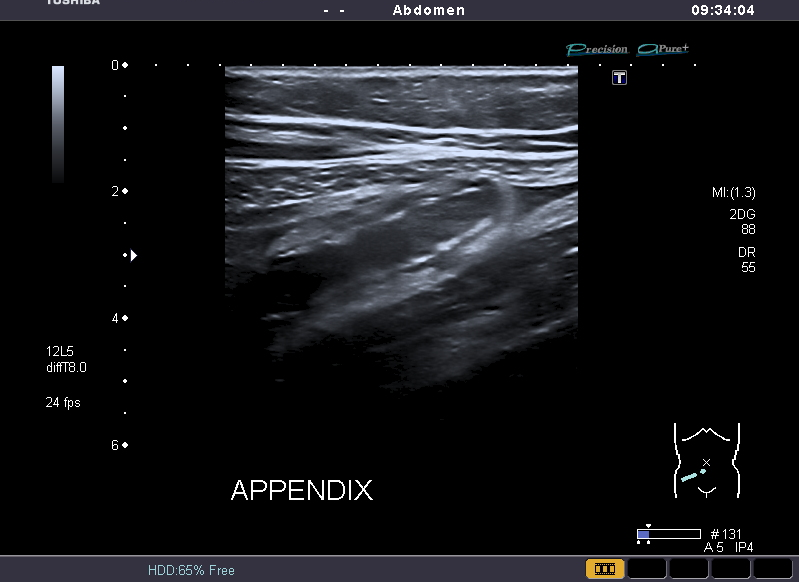 TOSHIBA
- - Abdomen 09:34:04
Precision APure+
0
T
2
MI:(1.3)
2DG
88
DR
55
4
12L5
diffT8.0
24 fps
6
APPENDIX
#131
A 5 IP4
HDD:65% Free